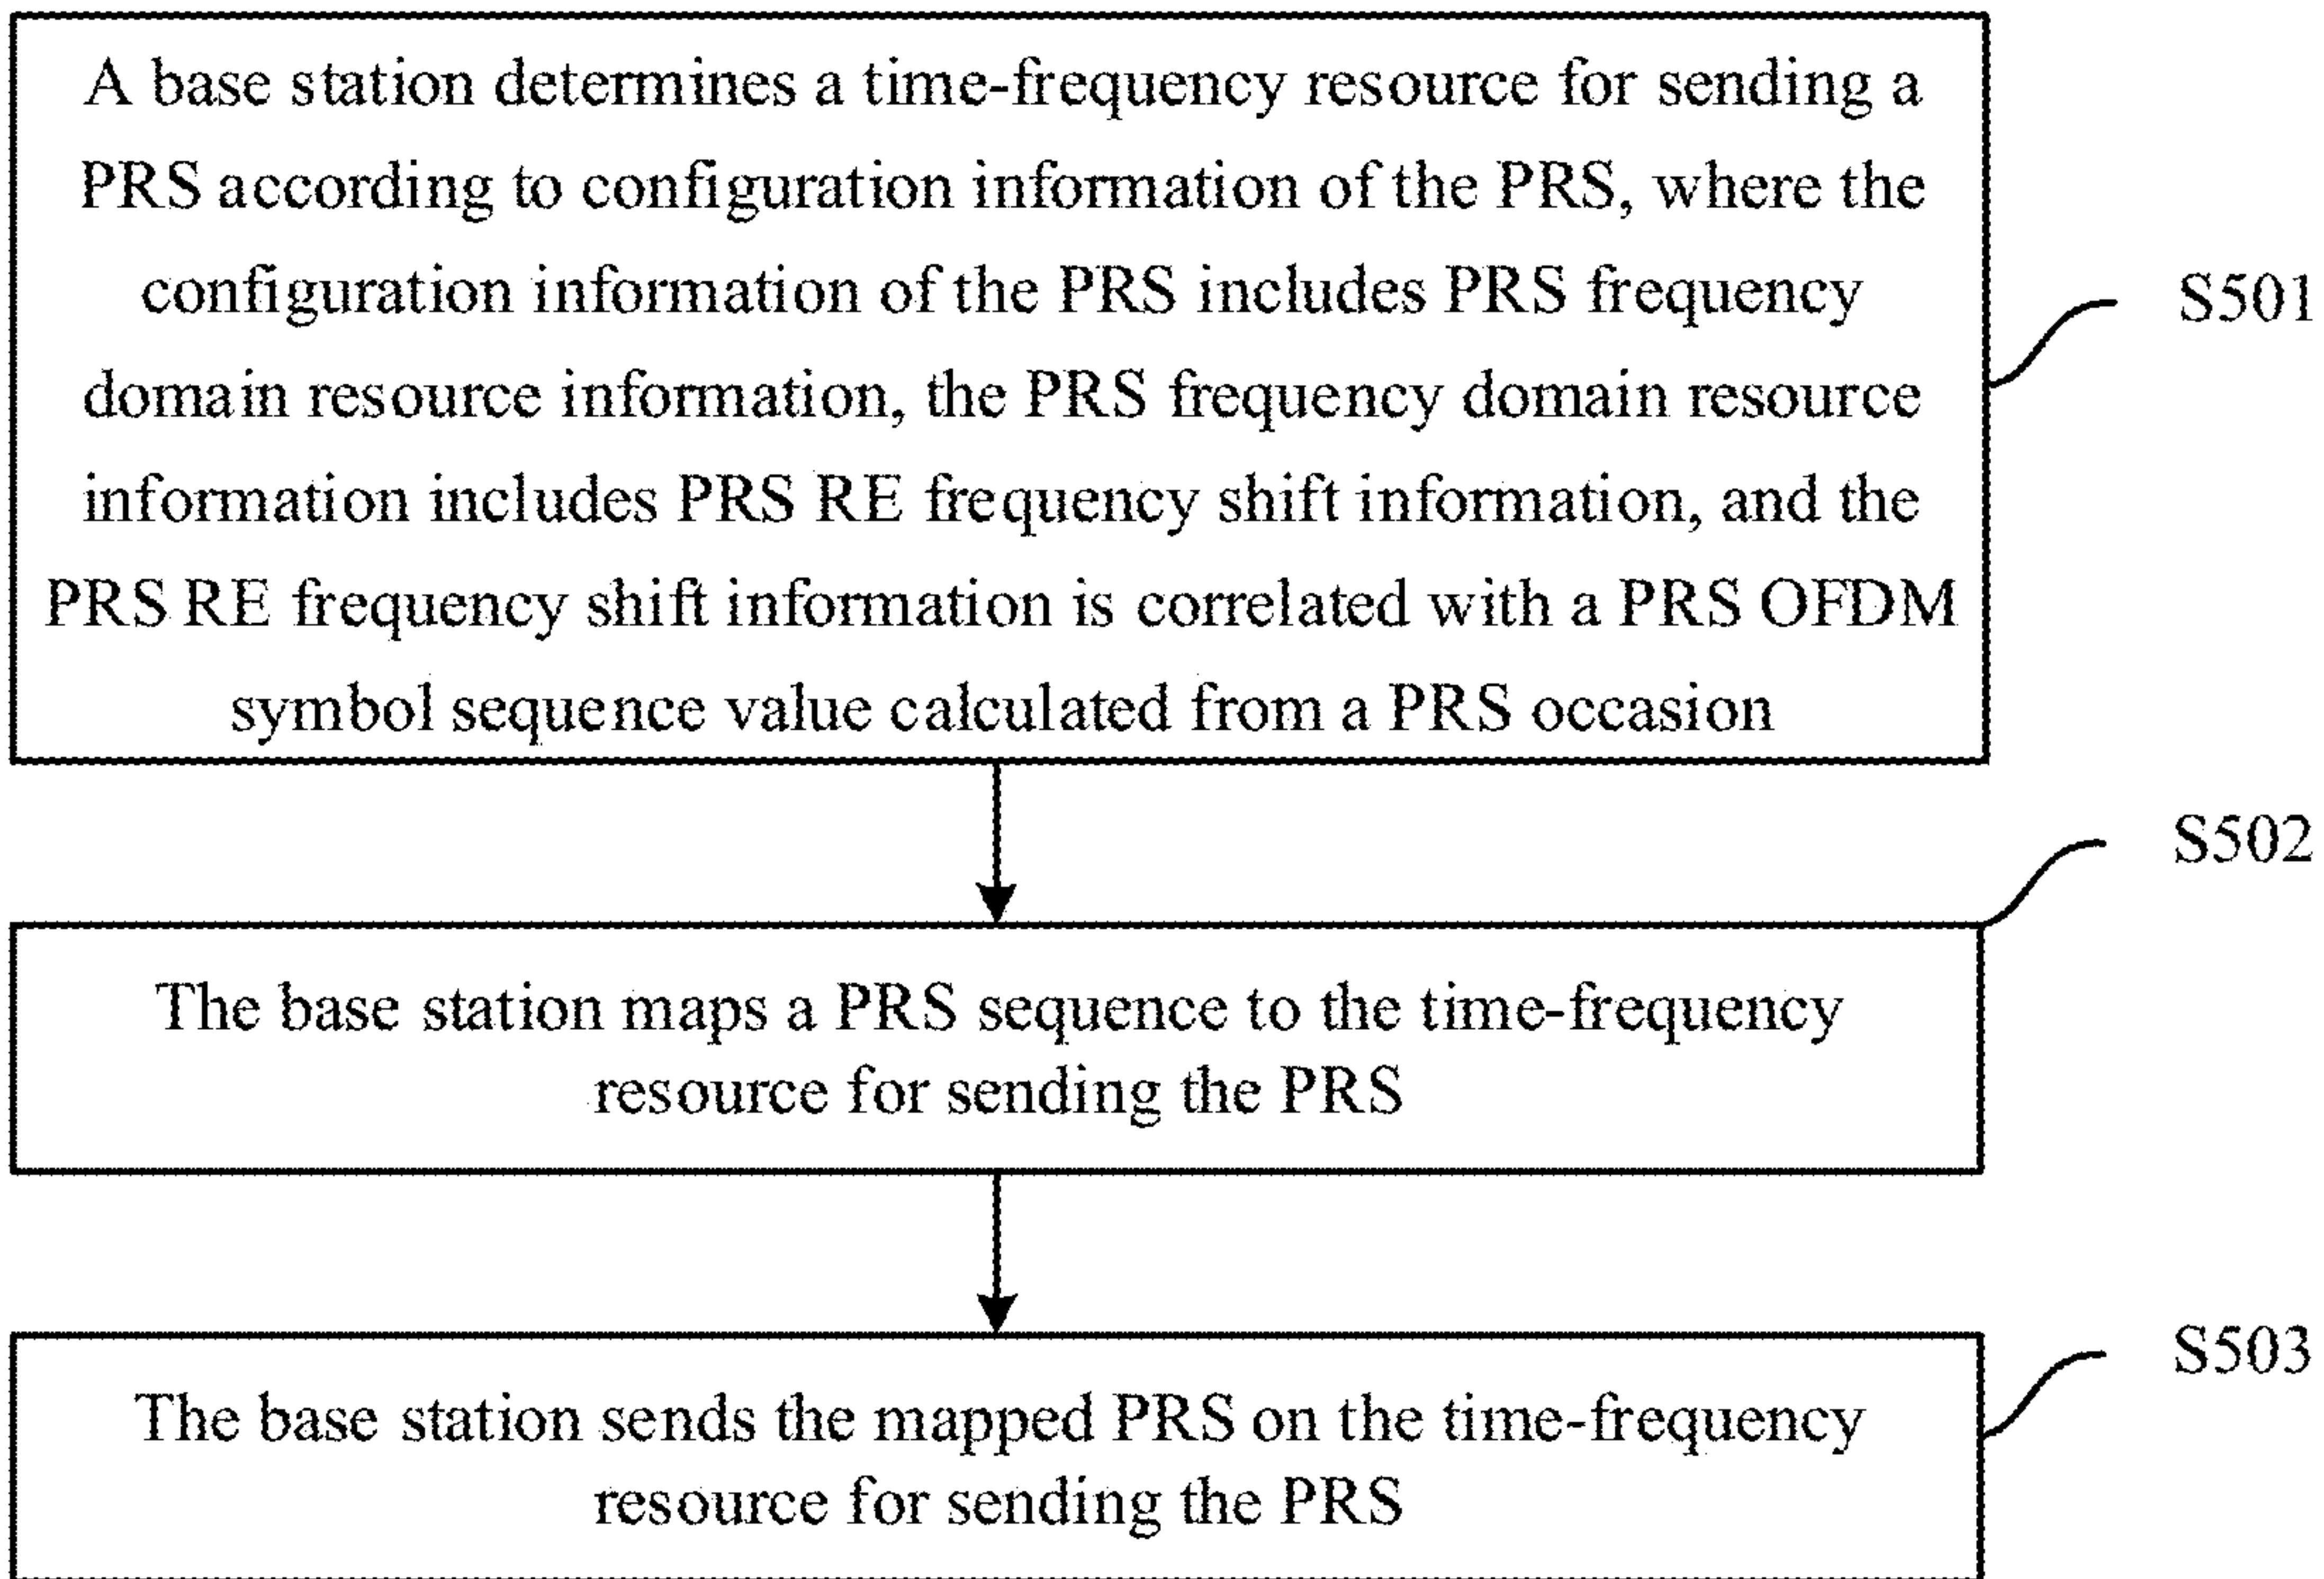 A base station determines a time-frequency resource for sending a
PRS according to configuration information of the PRS, where the
configuration information of the PRS includes PRS frequency
domain resource information, the PRS frequency domain resource
information includes PRS RE frequency shift information, and the
PRS RE frequency shift information is correlated with a PRS OFDM
symbol sequence value calculated from a PRS occasion
S501
S502
The base station maps a PRS sequence to the time-frequency
resource for sending the PRS
S503
The base station sends the mapped PRS on the time-frequency
resource for sending the PRS